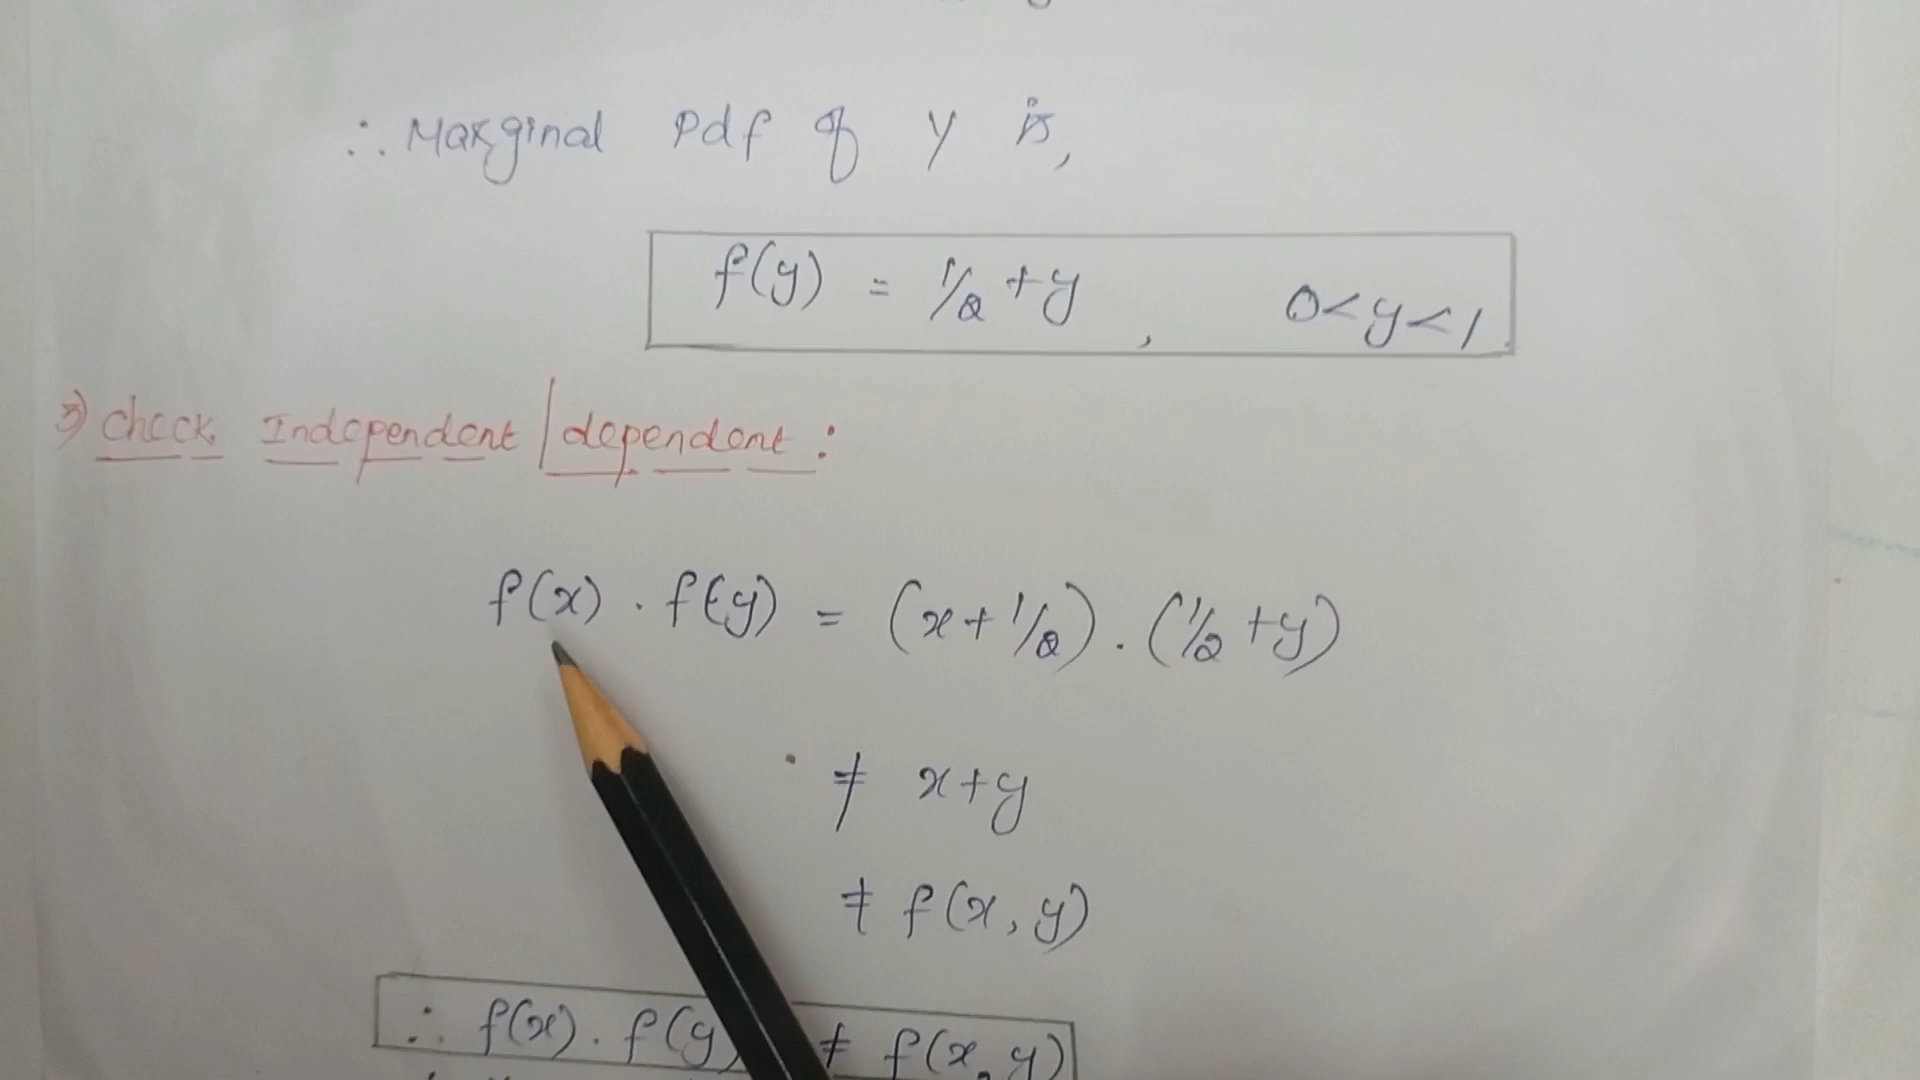 ∴ Marginal Pdf of y is,
f(y) = 1/2 + y , 0<y<1
3) check Independent / dependent :
f(x) . f(y) = (x + 1/2) . (1/2 + y)
≠ x+y
≠ f(x, y)
∴ f(x) . f(y) ≠ f(x, y)